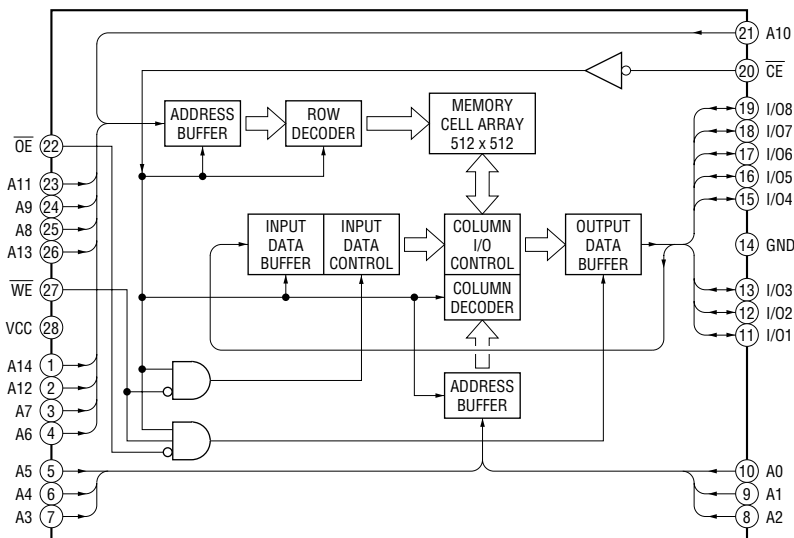 21 A10
20 CE
ADDRESS
BUFFER
ROW
DECODER
MEMORY
CELL ARRAY
512 x 512
19 I/O8
18 I/O7
17 I/O6
16 I/O5
15 I/O4
OE 22
A11 23
A9 24
A8 25
A13 26
INPUT
DATA
BUFFER
INPUT
DATA
CONTROL
COLUMN
I/O
CONTROL
OUTPUT
DATA
BUFFER
14 GND
WE 27
COLUMN
DECODER
13 I/O3
12 I/O2
11 I/O1
VCC 28
A14 1
A12 2
A7 3
A6 4
ADDRESS
BUFFER
A5 5
A4 6
A3 7
10 A0
9 A1
8 A2